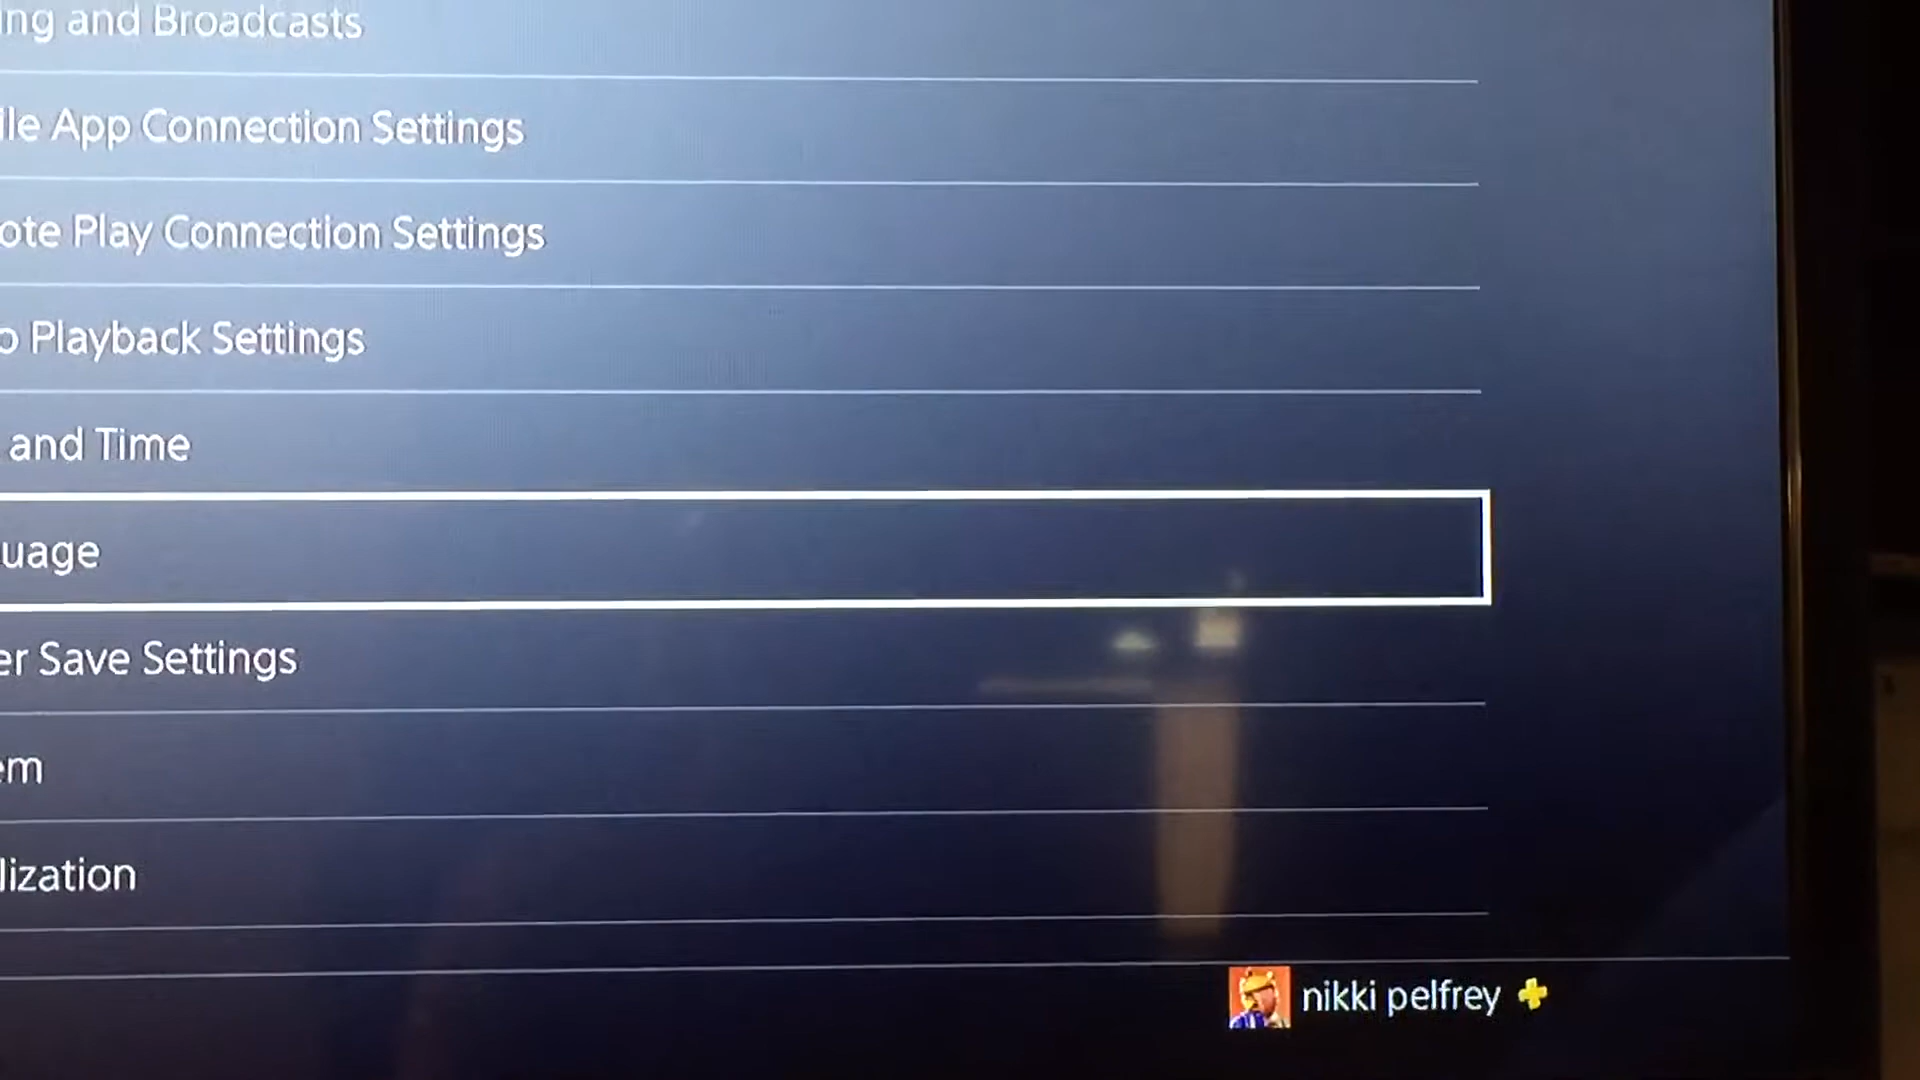 ing and Broadcasts
ile App Connection Settings
ote Play Connection Settings
o Playback Settings
and Time
uage
er Save Settings
em
lization
nikki pelfrey